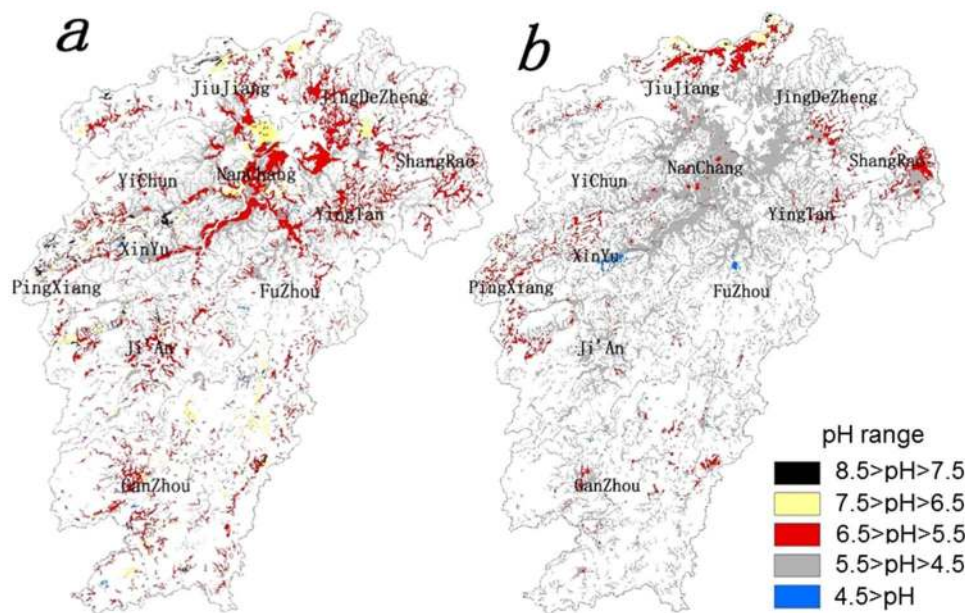 a
JiuJiang
JingDeZheng
ShangRao
NanChang
YiChun
YingTan
XinYu
PingXiang
FuZhou
Ji'An
GanZhou
b
JiuJiang
JingDeZheng
ShangRao
NanChang
YiChun
YingTan
XinYu
PingXiang
FuZhou
Ji'An
GanZhou
pH range
8.5>pH>7.5
7.5>pH>6.5
6.5>pH>5.5
5.5>pH>4.5
4.5>pH